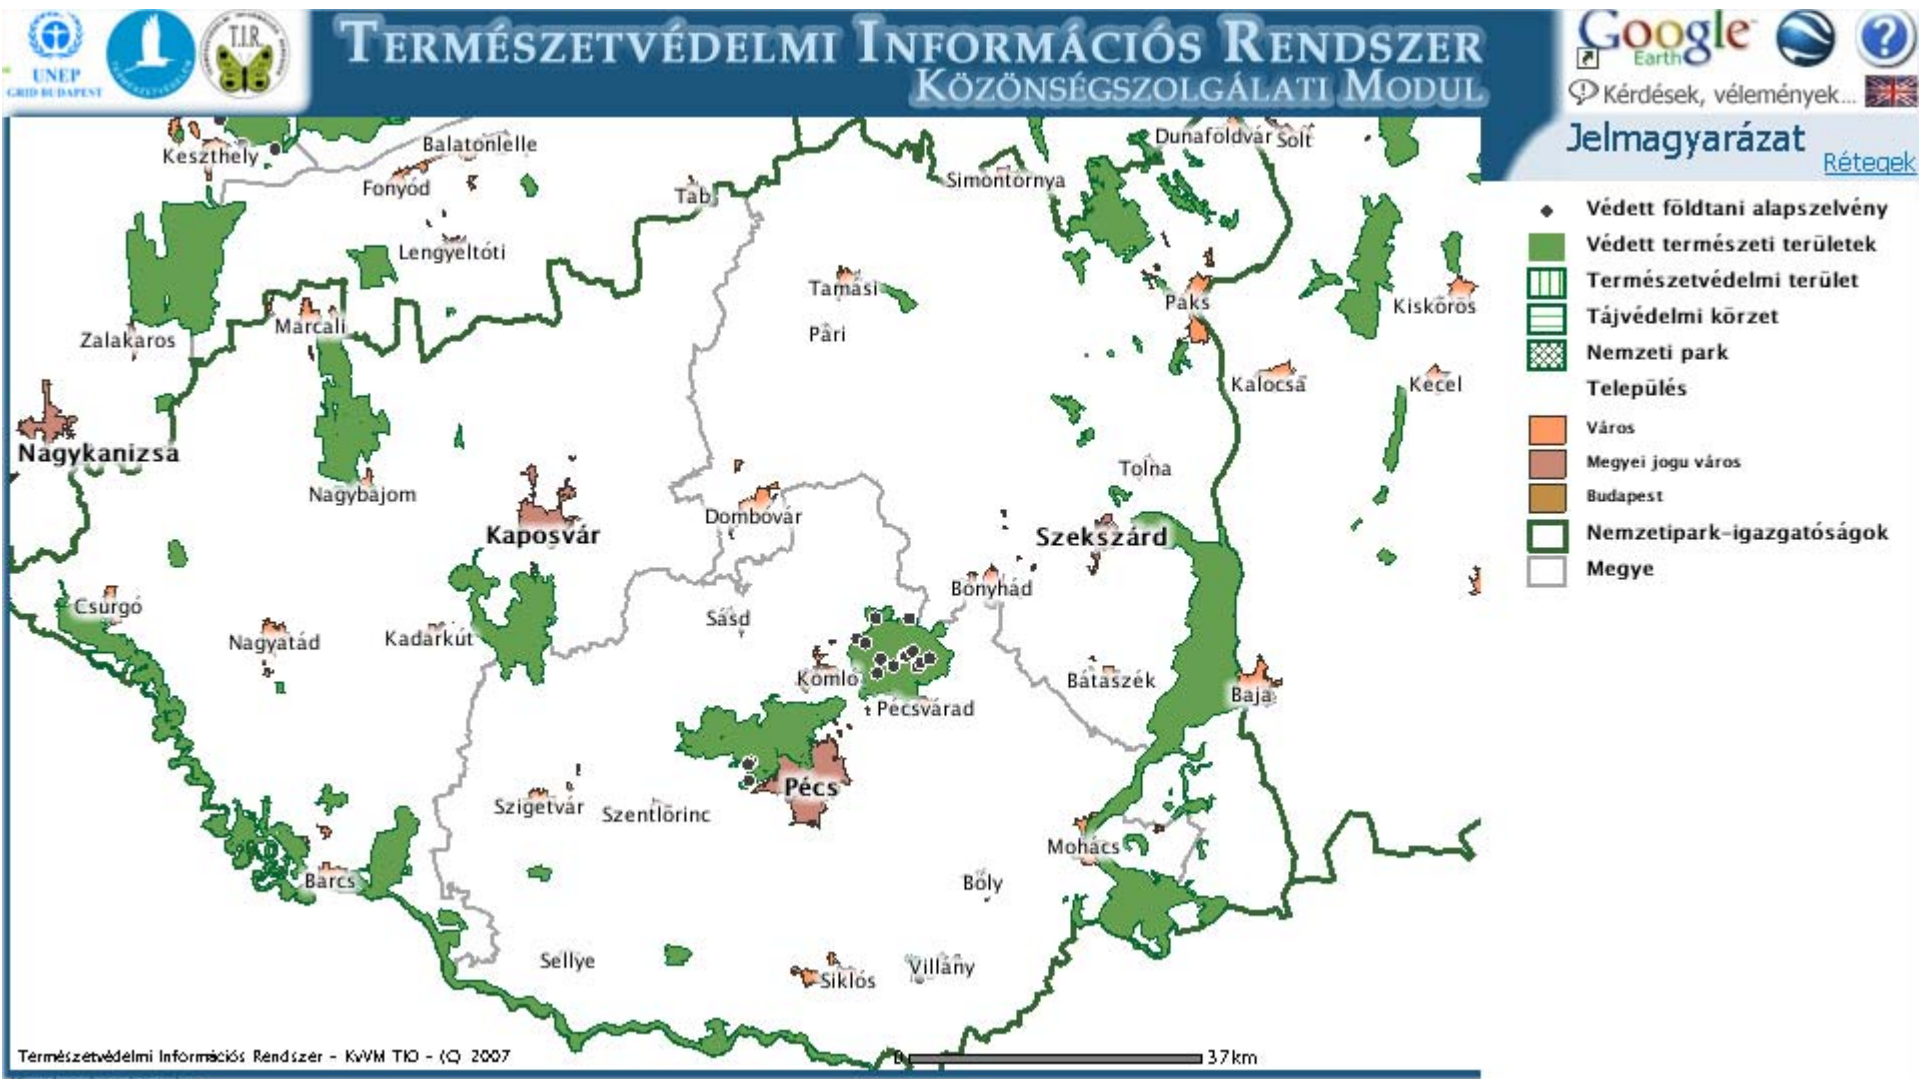 UNEP
GRID BUDAPEST
TERMÉSZETVÉDELEM
T.I.R.
TERMÉSZETVÉDELMI INFORMÁCIÓS RENDSZER
KÖZÖNSÉGSZOLGÁLATI MODUL
Google
Earth
?
Kérdések, vélemények...
Jelmagyarázat
Rétegek
Védett földtani alapszelvény
Védett természeti területek
Természetvédelmi terület
Tájvédelmi körzet
Nemzeti park
Település
Város
Megyei jogu város
Budapest
Nemzetipark-igazgatóságok
Megye
Keszthely
Balatonlelle
Fonyód
Tab
Simontornya
Dunaföldvár
Solt
Lengyeltóti
Tamási
Paks
Kiskőrös
Zalakaros
Marcali
Pári
Kalocsa
Kecel
Nagykanizsa
Nagybajom
Tolna
Dombóvár
Kaposvár
Szekszárd
Bonyhád
Csurgó
Sásd
Nagyatád
Kadarkút
Komló
Bátaszék
Baja
Pécsvárad
Pécs
Szigetvár
Szentlőrinc
Mohács
Barcs
Bóly
Sellye
Siklós
Villány
Természetvédelmi Információs Rendszer - KvVM TIO - (C) 2007
0
37km